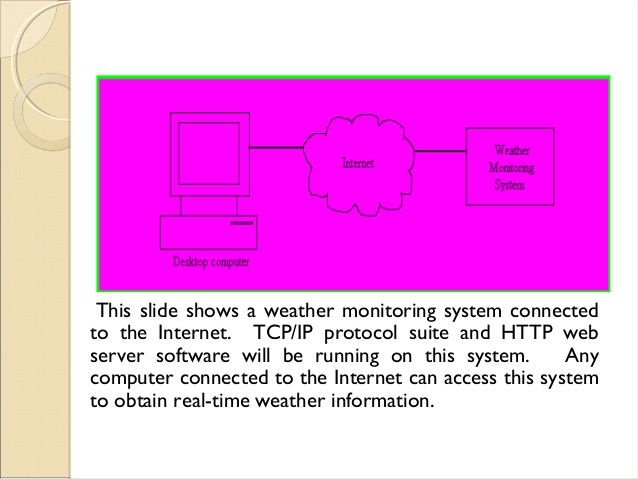 Internet
Weather
Monitoring
System
Desktop computer
This slide shows a weather monitoring system connected
to the Internet. TCP/IP protocol suite and HTTP web
server software will be running on this system. Any
computer connected to the Internet can access this system
to obtain real-time weather information.